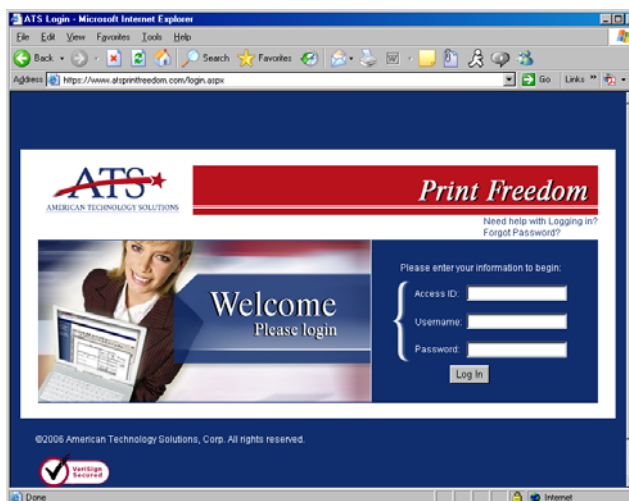 ATS Login - Microsoft Internet Explorer
File Edit View Favorites Tools Help
Back Search Favorites
Address https://www.atsprintfreedom.com/login.aspx Go Links »
ATS
AMERICAN TECHNOLOGY SOLUTIONS
Print Freedom
Need help with Logging in?
Forgot Password?
Please enter your information to begin:
Welcome
Please login
Access ID:
Username:
Password:
Log In
©2006 American Technology Solutions, Corp. All rights reserved.
VeriSign
Secured
Done Internet